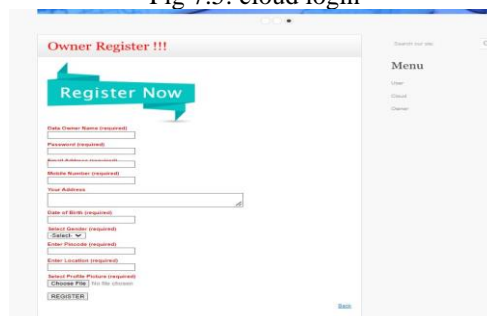 Fig 7.3: cloud login
Owner Register !!!
Search our site:
Menu
Register Now
User
Cloud
Owner
Data Owner Name (required)
Password (required)
Email Address (required)
Mobile Number (required)
Your Address
Date of Birth (required)
Select Gender (required)
-Select-
Enter Pincode (required)
Enter Location (required)
Select Profile Picture (required)
Choose File No file chosen
REGISTER
Back